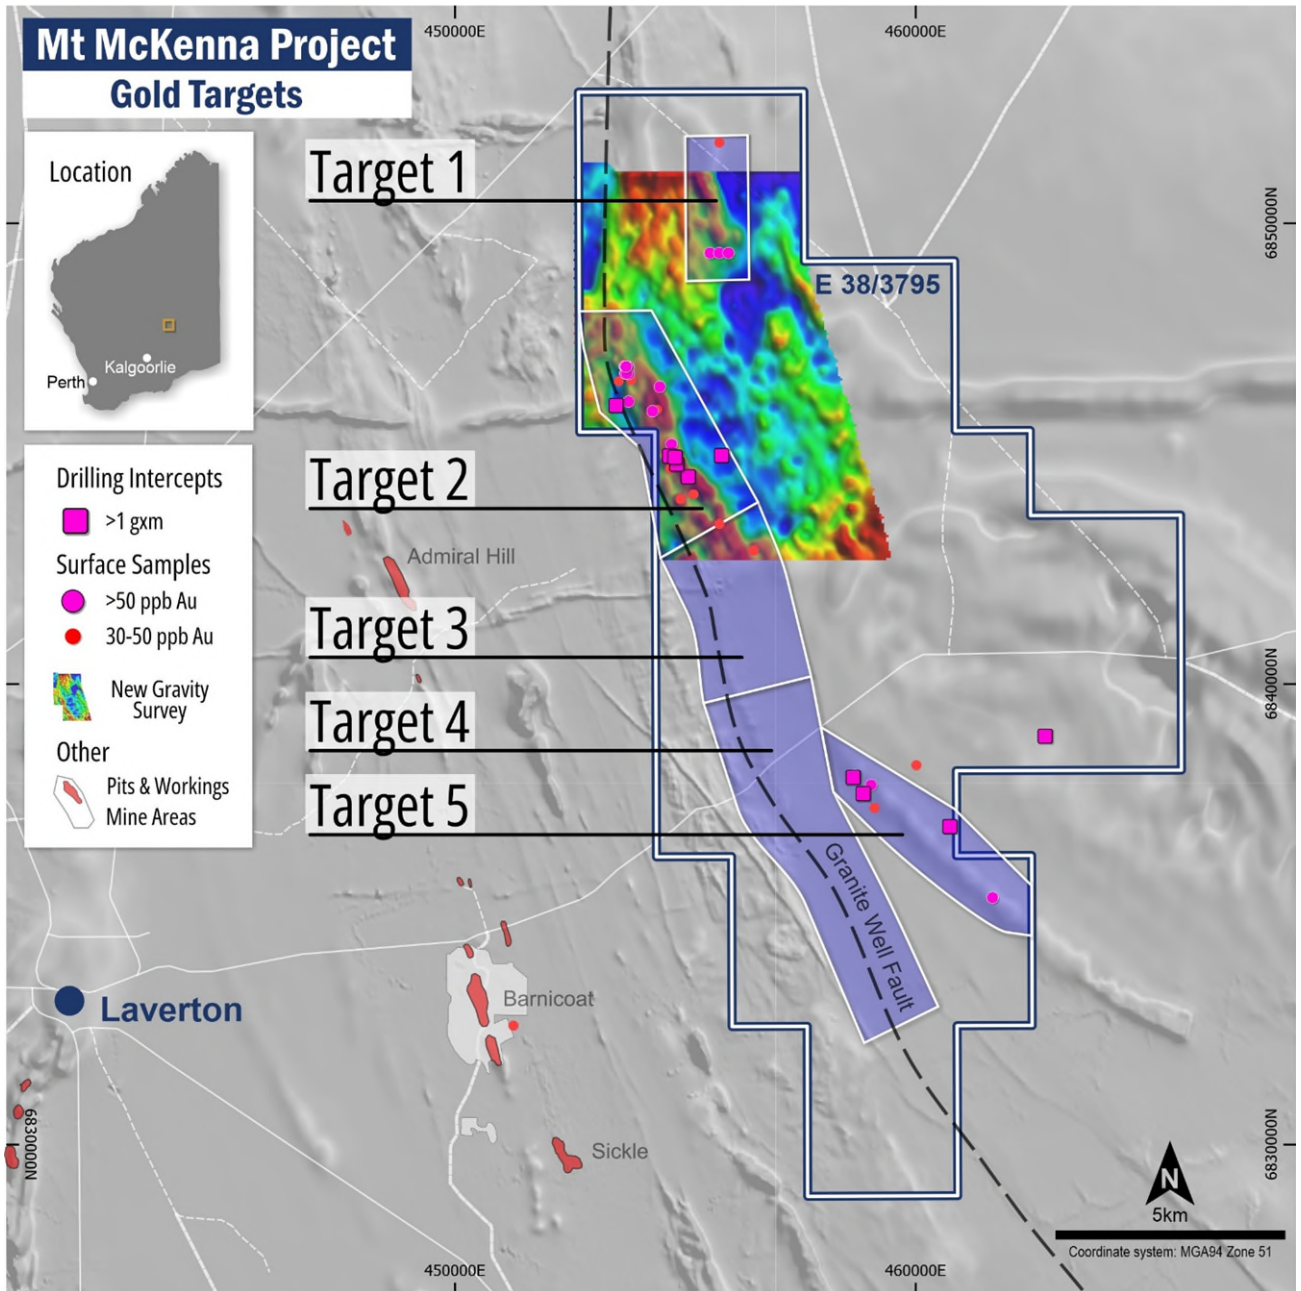 450000E
460000E
Mt McKenna Project
Gold Targets
Location
Kalgoorlie
Perth
Target 1
6850000N
E 38/3795
Drilling Intercepts
>1 gxm
Surface Samples
>50 ppb Au
30-50 ppb Au
New Gravity
Survey
Other
Pits & Workings
Mine Areas
Target 2
Admiral Hill
Target 3
6840000N
Target 4
Target 5
Granite Well Fault
Laverton
Barnicoat
Sickle
6830000N
6830000N
N
5km
Coordinate system: MGA94 Zone 51
450000E
460000E